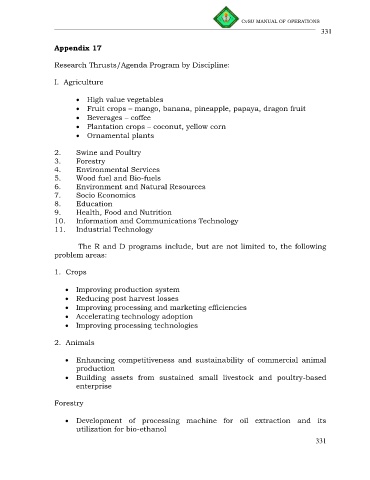 CvSU MANUAL OF OPERATIONS
331
Appendix 17
Research Thrusts/Agenda Program by Discipline:
I. Agriculture
• High value vegetables
• Fruit crops – mango, banana, pineapple, papaya, dragon fruit
• Beverages – coffee
• Plantation crops – coconut, yellow corn
• Ornamental plants
2. Swine and Poultry
3. Forestry
4. Environmental Services
5. Wood fuel and Bio-fuels
6. Environment and Natural Resources
7. Socio Economics
8. Education
9. Health, Food and Nutrition
10. Information and Communications Technology
11. Industrial Technology
The R and D programs include, but are not limited to, the following
problem areas:
1. Crops
• Improving production system
• Reducing post harvest losses
• Improving processing and marketing efficiencies
• Accelerating technology adoption
• Improving processing technologies
2. Animals
• Enhancing competitiveness and sustainability of commercial animal
production
• Building assets from sustained small livestock and poultry-based
enterprise
Forestry
• Development of processing machine for oil extraction and its
utilization for bio-ethanol
331